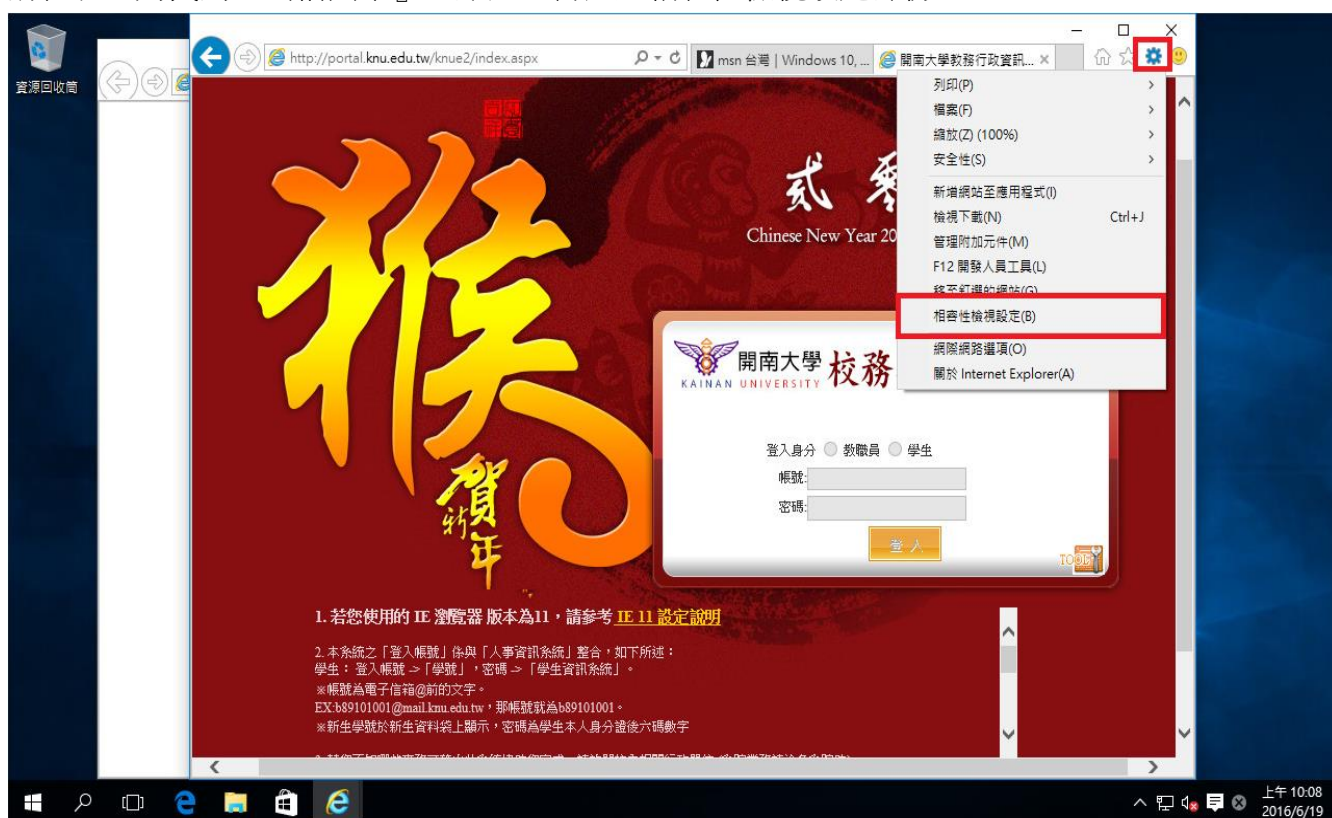 資源回收筒
http://portal.knu.edu.tw/knue2/index.aspx
msn 台灣 | Windows 10, ...
開南大學教務行政資訊...
列印(P)
檔案(F)
縮放(Z) (100%)
安全性(S)
新增網站至應用程式(I)
檢視下載(N) Ctrl+J
管理附加元件(M)
F12 開發人員工具(L)
移至釘選的網站(G)
相容性檢視設定(B)
網際網路選項(O)
關於 Internet Explorer(A)
猴
賀
新
年
貳 零
Chinese New Year 20
開南大學 校務
KAINAN UNIVERSITY
登入身分 教職員 學生
帳號:
密碼:
登 入
TOOL
1. 若您使用的 IE 瀏覽器 版本為11，請參考 IE 11 設定說明
2. 本系統之「登入帳號」係與「人事資訊系統」整合，如下所述：
學生： 登入帳號 -> 「學號」，密碼 -> 「學生資訊系統」。
※帳號為電子信箱@前的文字。
EX:b89101001@mail.knu.edu.tw，那帳號就為b89101001。
※新生學號於新生資料袋上顯示，密碼為學生本人身分證後六碼數字
上午 10:08
2016/6/19